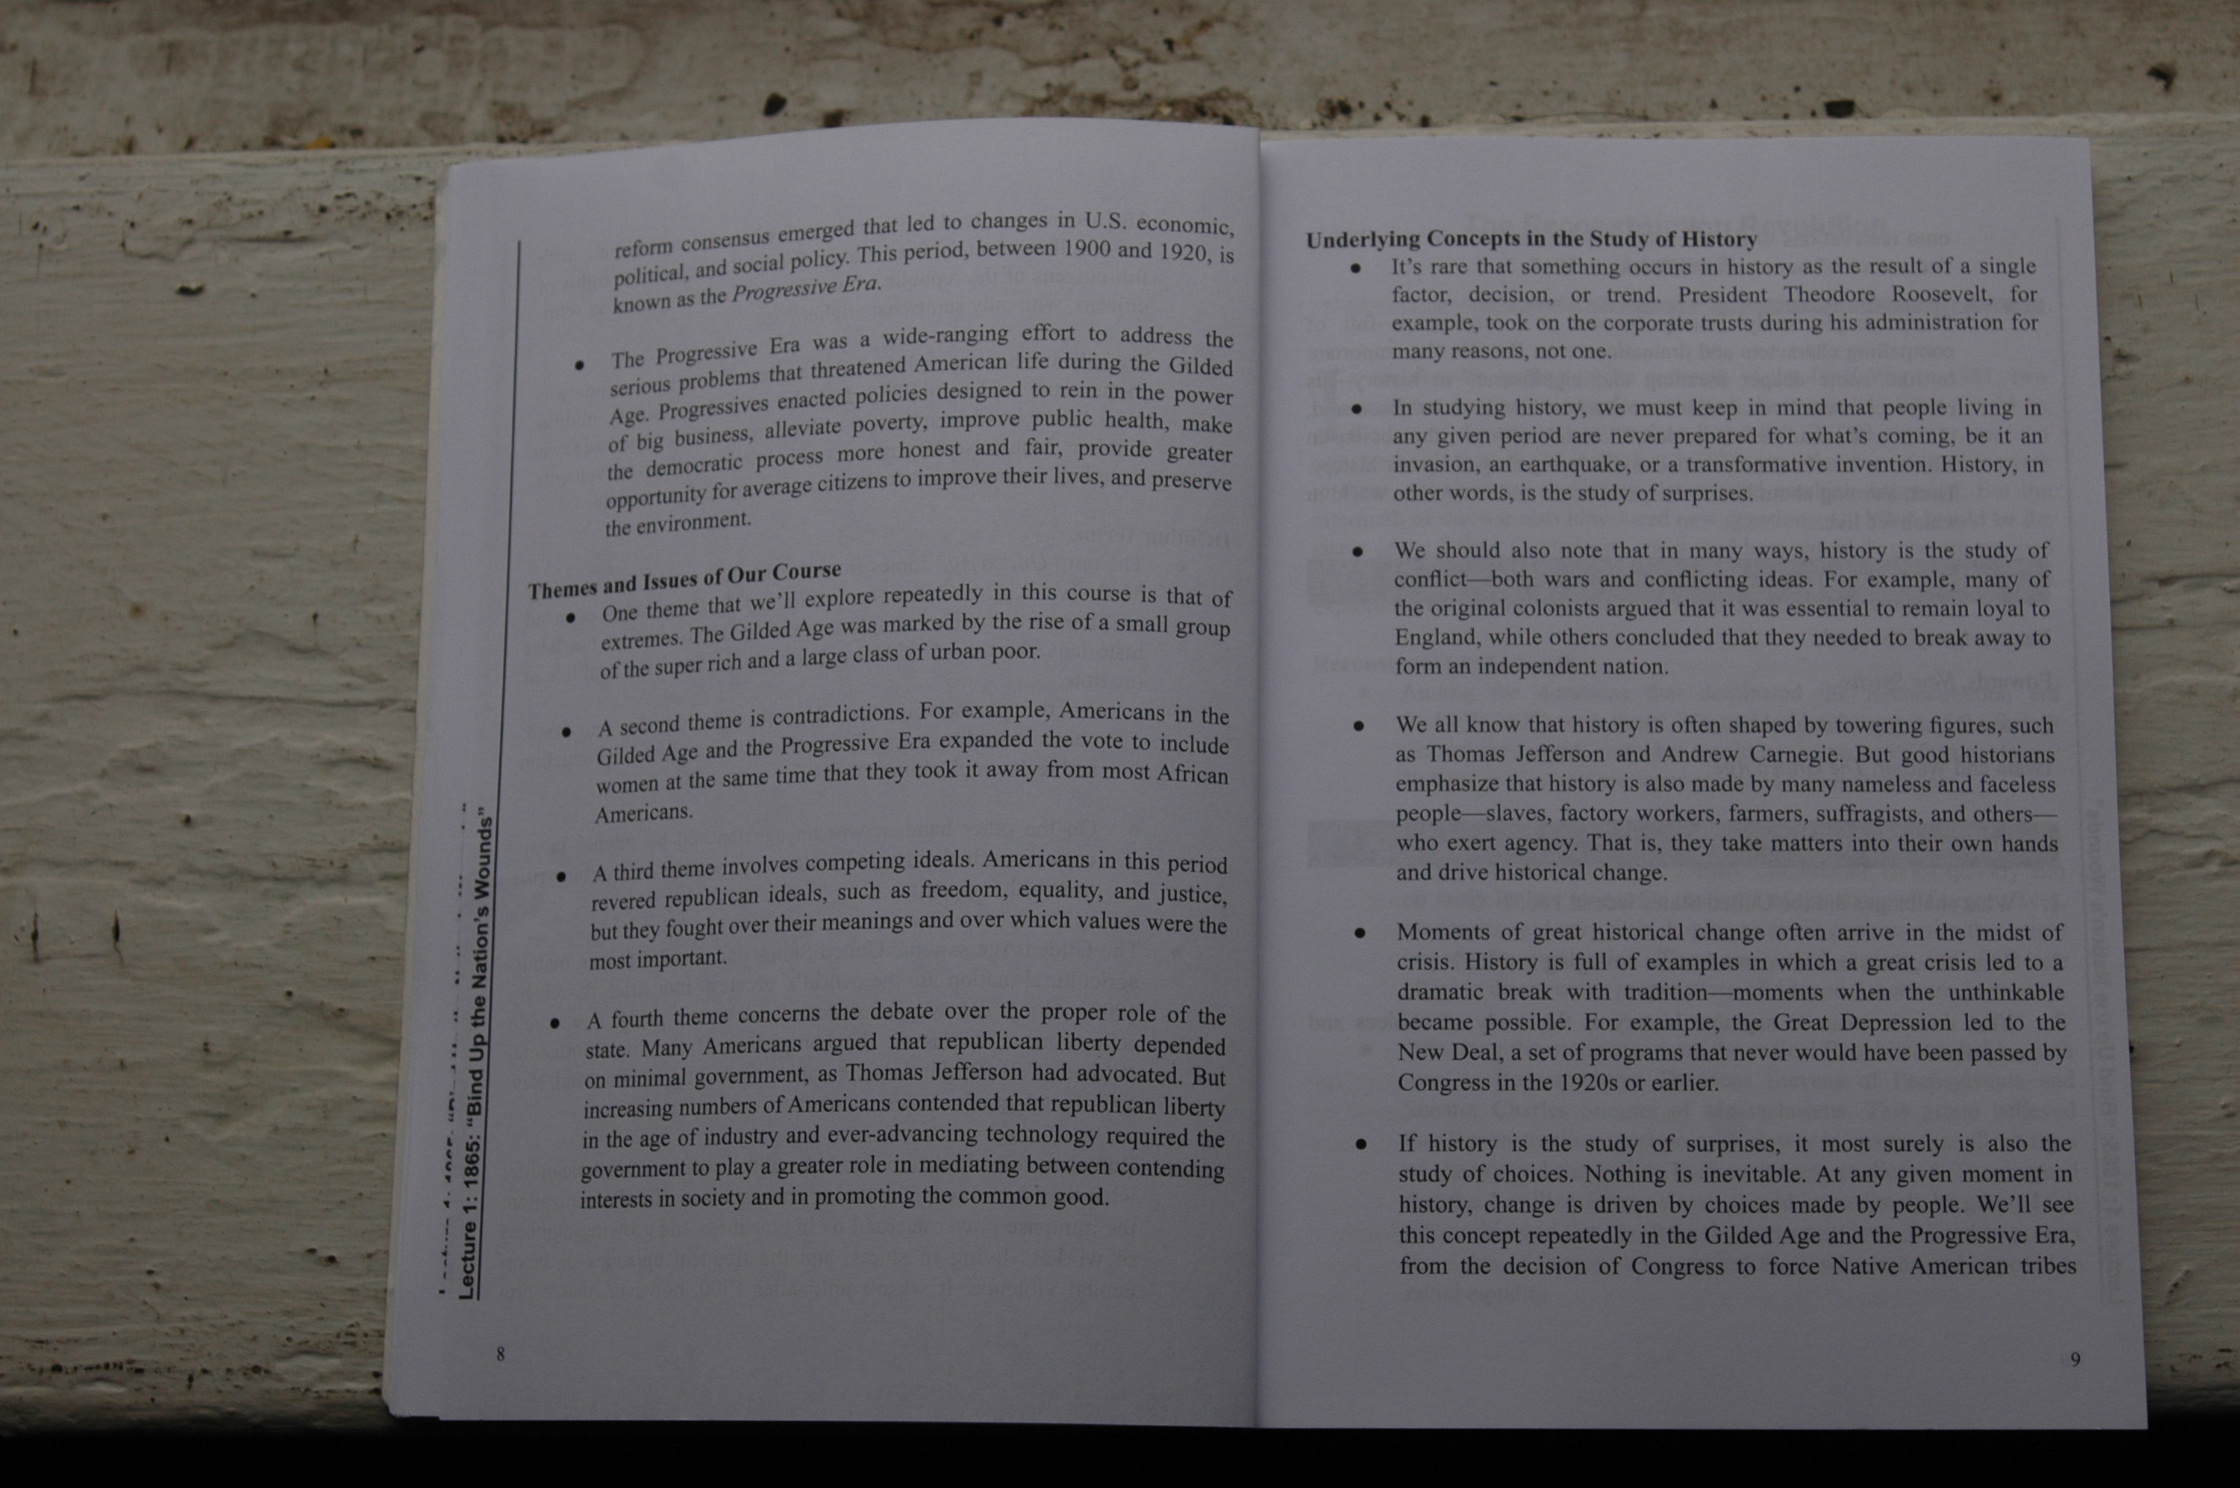 reform consensus emerged that led to changes in U.S. economic,
political, and social policy. This period, between 1900 and 1920, is
known as the Progressive Era.
• The Progressive Era was a wide-ranging effort to address the
serious problems that threatened American life during the Gilded
Age. Progressives enacted policies designed to rein in the power
of big business, alleviate poverty, improve public health, make
the democratic process more honest and fair, provide greater
opportunity for average citizens to improve their lives, and preserve
the environment.
Themes and Issues of Our Course
• One theme that we'll explore repeatedly in this course is that of
extremes. The Gilded Age was marked by the rise of a small group
of the super rich and a large class of urban poor.
• A second theme is contradictions. For example, Americans in the
Gilded Age and the Progressive Era expanded the vote to include
women at the same time that they took it away from most African
Americans.
• A third theme involves competing ideals. Americans in this period
revered republican ideals, such as freedom, equality, and justice,
but they fought over their meanings and over which values were the
most important.
• A fourth theme concerns the debate over the proper role of the
state. Many Americans argued that republican liberty depended
on minimal government, as Thomas Jefferson had advocated. But
increasing numbers of Americans contended that republican liberty
in the age of industry and ever-advancing technology required the
government to play a greater role in mediating between contending
interests in society and in promoting the common good.
Lecture 1: 1865: “Bind Up the Nation's Wounds”
8
Underlying Concepts in the Study of History
• It's rare that something occurs in history as the result of a single
factor, decision, or trend. President Theodore Roosevelt, for
example, took on the corporate trusts during his administration for
many reasons, not one.
• In studying history, we must keep in mind that people living in
any given period are never prepared for what's coming, be it an
invasion, an earthquake, or a transformative invention. History, in
other words, is the study of surprises.
• We should also note that in many ways, history is the study of
conflict—both wars and conflicting ideas. For example, many of
the original colonists argued that it was essential to remain loyal to
England, while others concluded that they needed to break away to
form an independent nation.
• We all know that history is often shaped by towering figures, such
as Thomas Jefferson and Andrew Carnegie. But good historians
emphasize that history is also made by many nameless and faceless
people—slaves, factory workers, farmers, suffragists, and others—
who exert agency. That is, they take matters into their own hands
and drive historical change.
• Moments of great historical change often arrive in the midst of
crisis. History is full of examples in which a great crisis led to a
dramatic break with tradition—moments when the unthinkable
became possible. For example, the Great Depression led to the
New Deal, a set of programs that never would have been passed by
Congress in the 1920s or earlier.
• If history is the study of surprises, it most surely is also the
study of choices. Nothing is inevitable. At any given moment in
history, change is driven by choices made by people. We'll see
this concept repeatedly in the Gilded Age and the Progressive Era,
from the decision of Congress to force Native American tribes
9